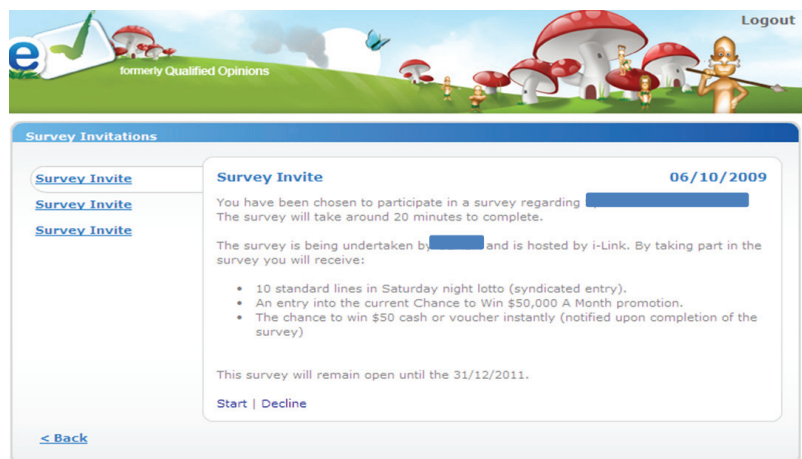 Logout
e
formerly Qualified Opinions
Survey Invitations
Survey Invite
Survey Invite
Survey Invite
Survey Invite 06/10/2009
You have been chosen to participate in a survey regarding
The survey will take around 20 minutes to complete.
The survey is being undertaken by and is hosted by i-Link. By taking part in the
survey you will receive:
• 10 standard lines in Saturday night lotto (syndicated entry).
• An entry into the current Chance to Win $50,000 A Month promotion.
• The chance to win $50 cash or voucher instantly (notified upon completion of the
survey)
This survey will remain open until the 31/12/2011.
Start | Decline
< Back